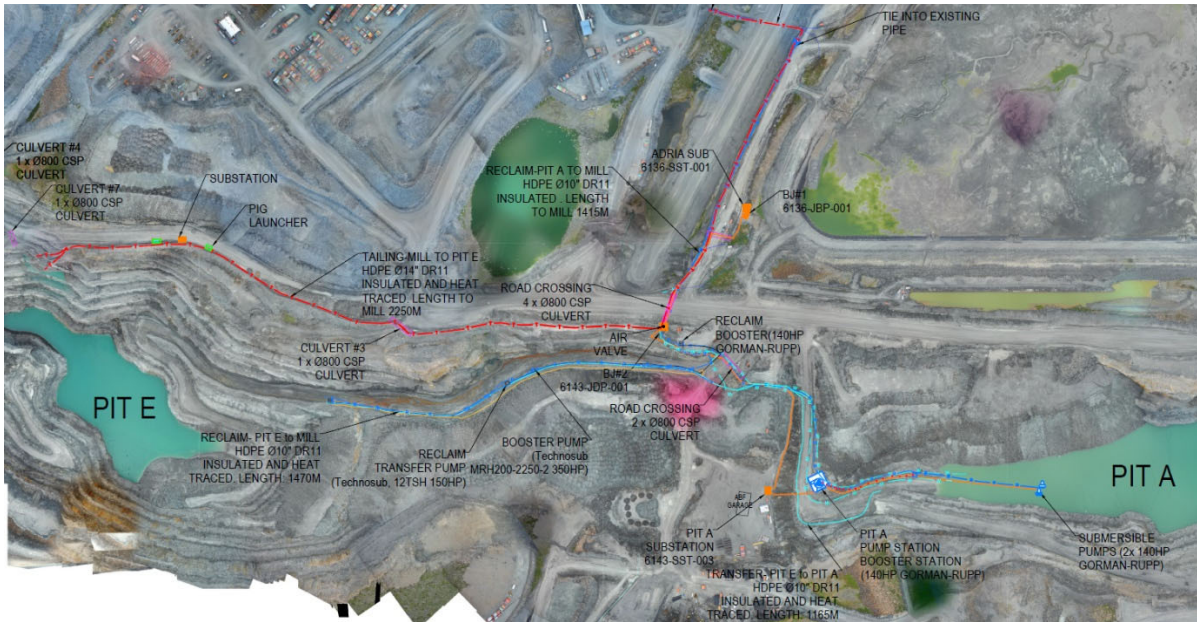 TIE INTO EXISTING
PIPE
CULVERT #4
1 x Ø800 CSP
CULVERT
CULVERT #7
1 x Ø800 CSP
CULVERT
SUBSTATION
PIG
LAUNCHER
RECLAIM-PIT A TO MILL
HDPE Ø10" DR11
INSULATED. LENGTH
TO MILL 1415M
ADRIA SUB
6136-SST-001
BJ#1
6136-JBP-001
TAILING-MILL TO PIT E
HDPE Ø14" DR11
INSULATED AND HEAT
TRACED. LENGTH TO
MILL 2250M
ROAD CROSSING
4 x Ø800 CSP
CULVERT
CULVERT #3
1 x Ø800 CSP
CULVERT
AIR
VALVE
RECLAIM
BOOSTER(140HP
GORMAN-RUPP)
BJ#2
6143-JDP-001
ROAD CROSSING
2 x Ø800 CSP
CULVERT
PIT E
RECLAIM- PIT E to MILL
HDPE Ø10" DR11
INSULATED AND HEAT
TRACED. LENGTH: 1470M
RECLAIM
TRANSFER PUMP
(Technosub, 12TSH 150HP)
BOOSTER PUMP
(Technosub
MRH200-2250-2 350HP)
PIT A
ABF
GARAGE
PIT A
SUBSTATION
6143-SST-003
PIT A
PUMP STATION
BOOSTER STATION
(140HP GORMAN-RUPP)
SUBMERSIBLE
PUMPS (2x 140HP
GORMAN-RUPP)
TRANSFER- PIT E to PIT A
HDPE Ø10" DR11
INSULATED AND HEAT
TRACED. LENGTH: 1165M